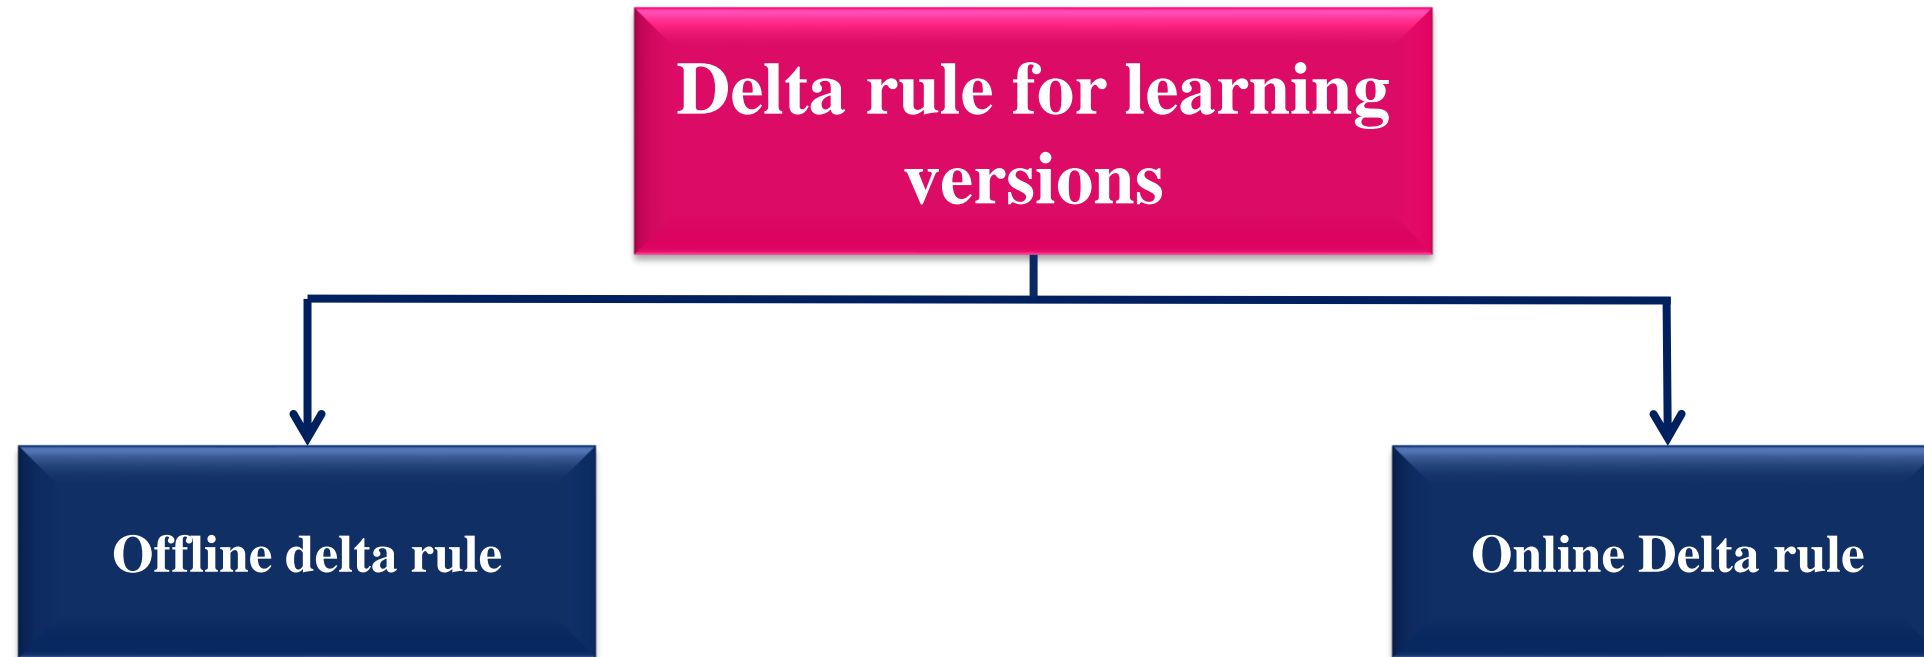 Delta rule for learning
versions
Offline delta rule
Online Delta rule